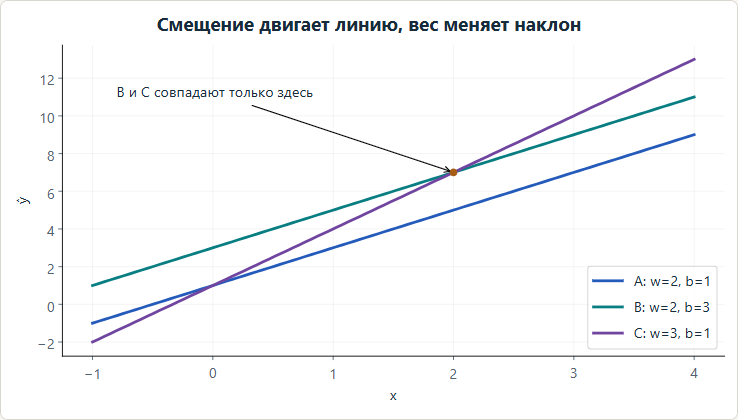 Смещение двигает линию, вес меняет наклон
B и C совпадают только здесь
12
10
8
6
4
2
0
−2
ŷ
A: w=2, b=1
B: w=2, b=3
C: w=3, b=1
−1 0 1 2 3 4
x